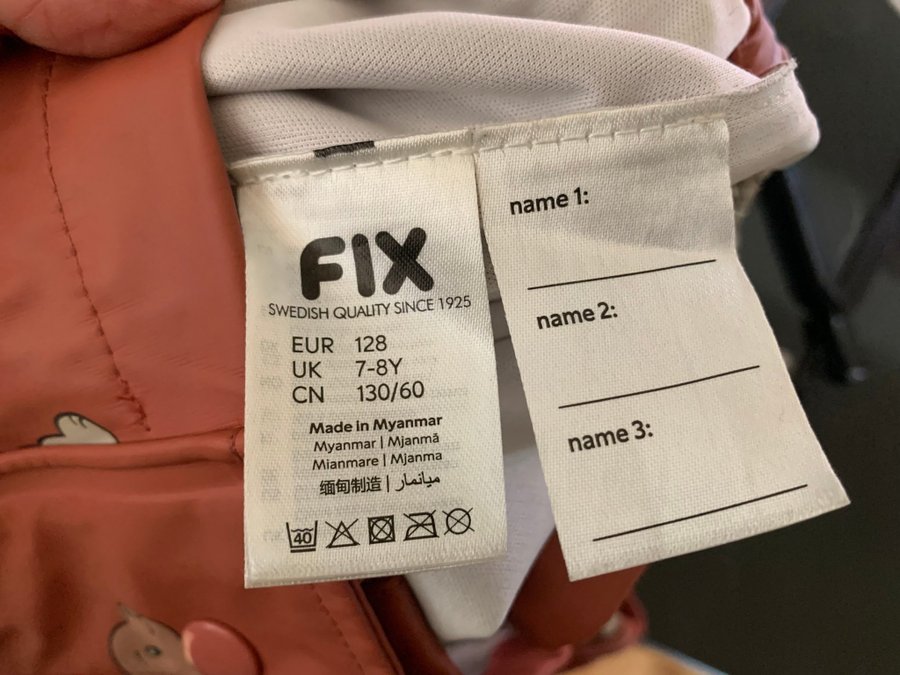 FIX
SWEDISH QUALITY SINCE 1925
EUR 128
UK 7-8Y
CN 130/60
Made in Myanmar
Myanmar | Mjanmā
Mianmare | Mjanma
缅甸制造 | ميانمار
40
name 1:
name 2:
name 3: